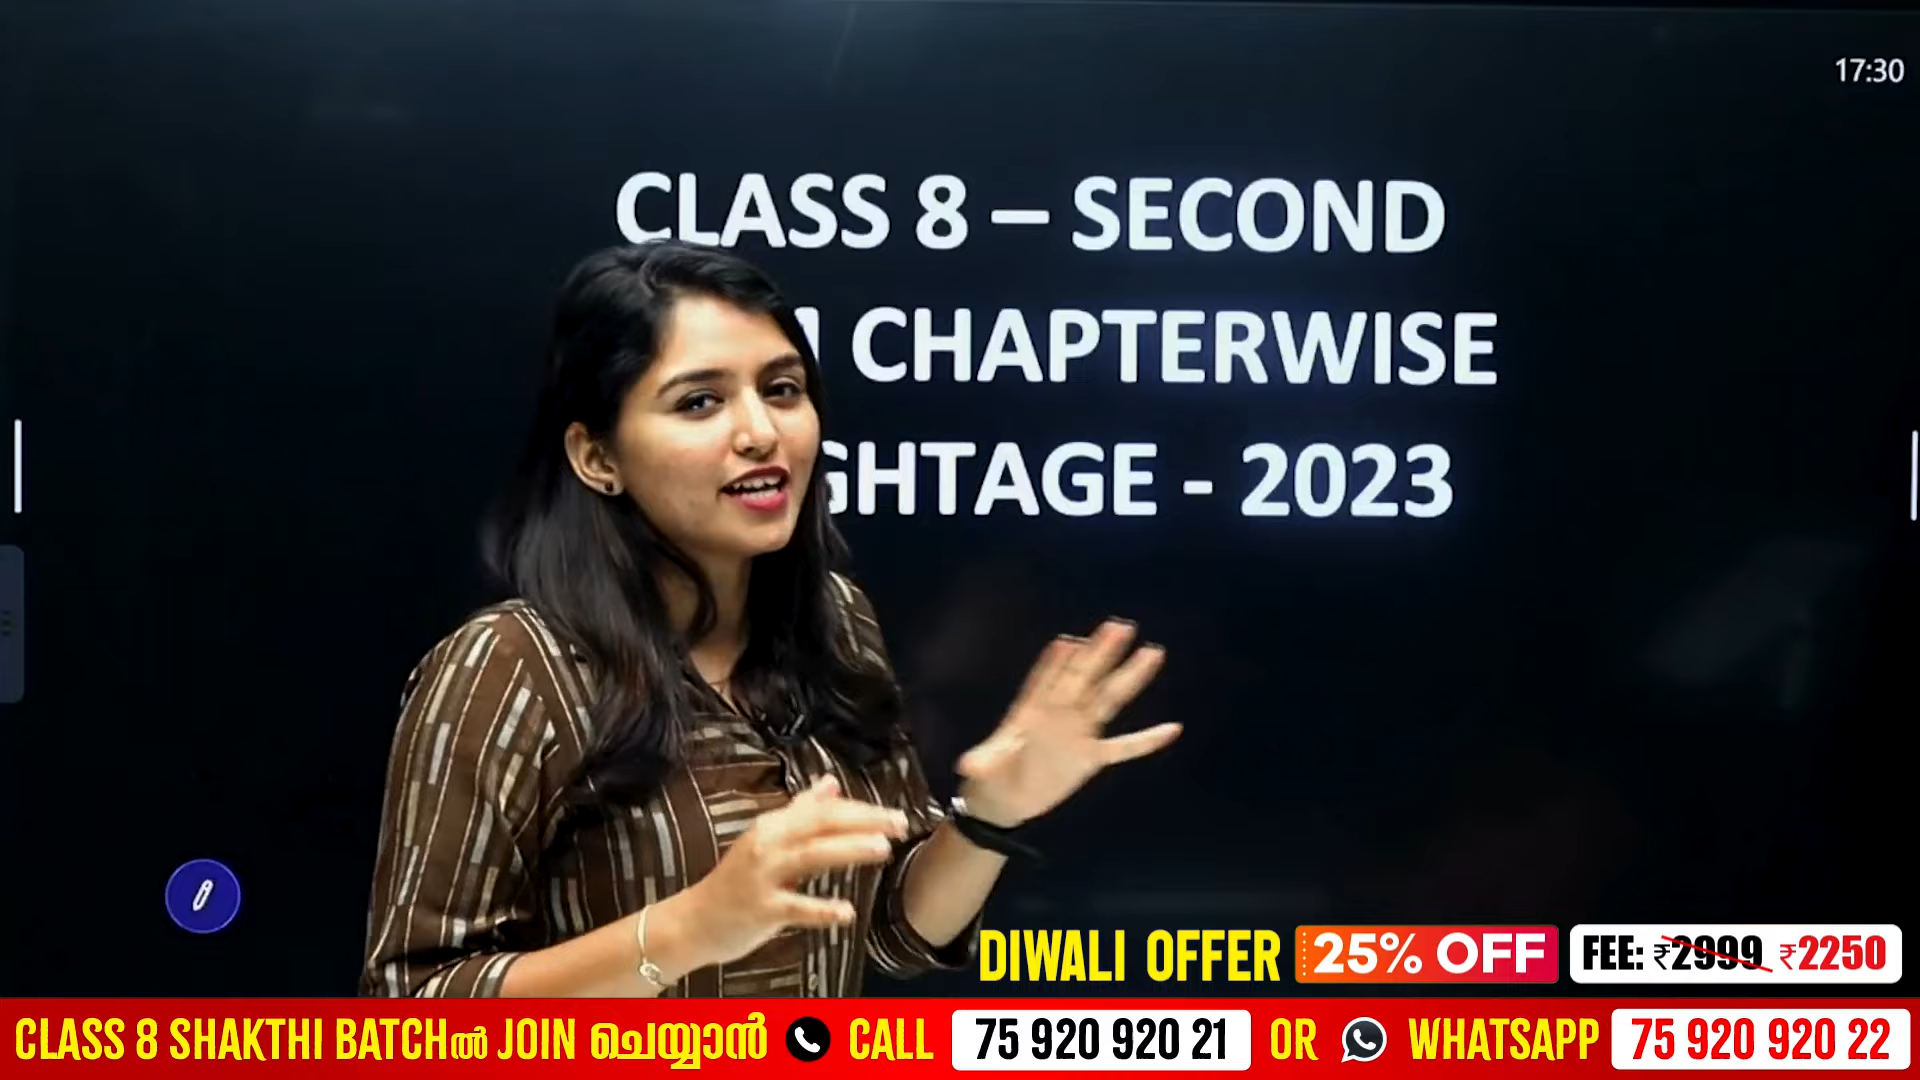 17:30
CLASS 8 – SECOND
CHAPTERWISE
GHTAGE - 2023
DIWALI OFFER 25% OFF FEE: ₹2999 ₹2250
CLASS 8 SHAKTHI BATCHൽ JOIN ചെയ്യാൻ CALL 75 920 920 21 OR WHATSAPP 75 920 920 22